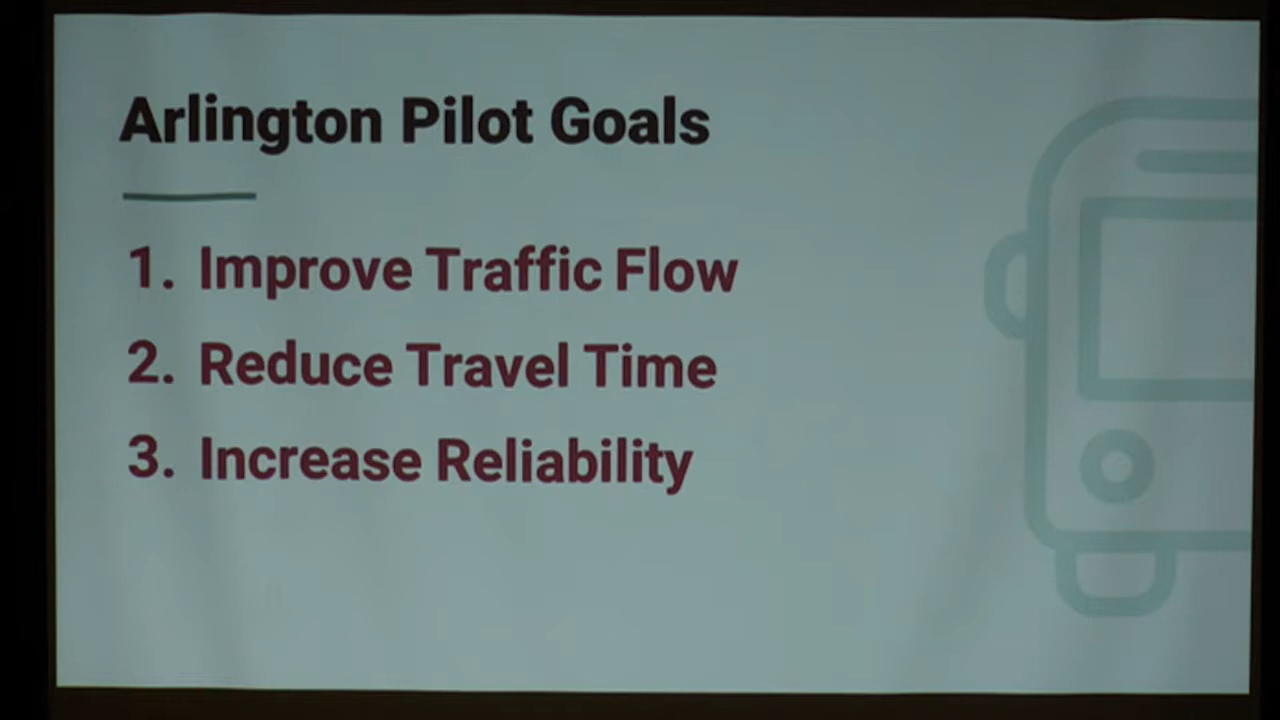 Arlington Pilot Goals
1. Improve Traffic Flow
2. Reduce Travel Time
3. Increase Reliability